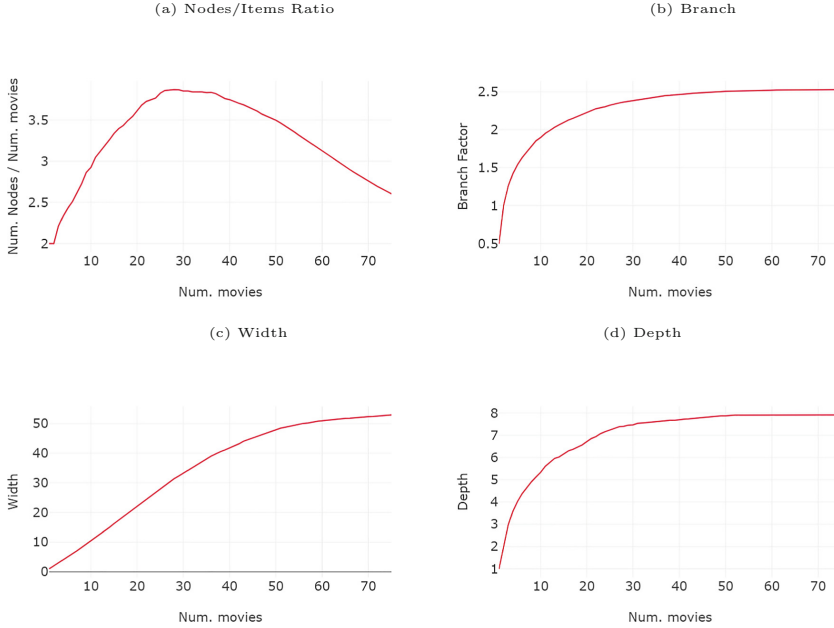 (a) Nodes/Items Ratio
Num. Nodes / Num. movies
3.5
3
2.5
2
10 20 30 40 50 60 70
Num. movies
(b) Branch
Branch Factor
2.5
2
1.5
1
0.5
10 20 30 40 50 60 70
Num. movies
(c) Width
Width
50
40
30
20
10
0
10 20 30 40 50 60 70
Num. movies
(d) Depth
Depth
8
7
6
5
4
3
2
1
10 20 30 40 50 60 70
Num. movies